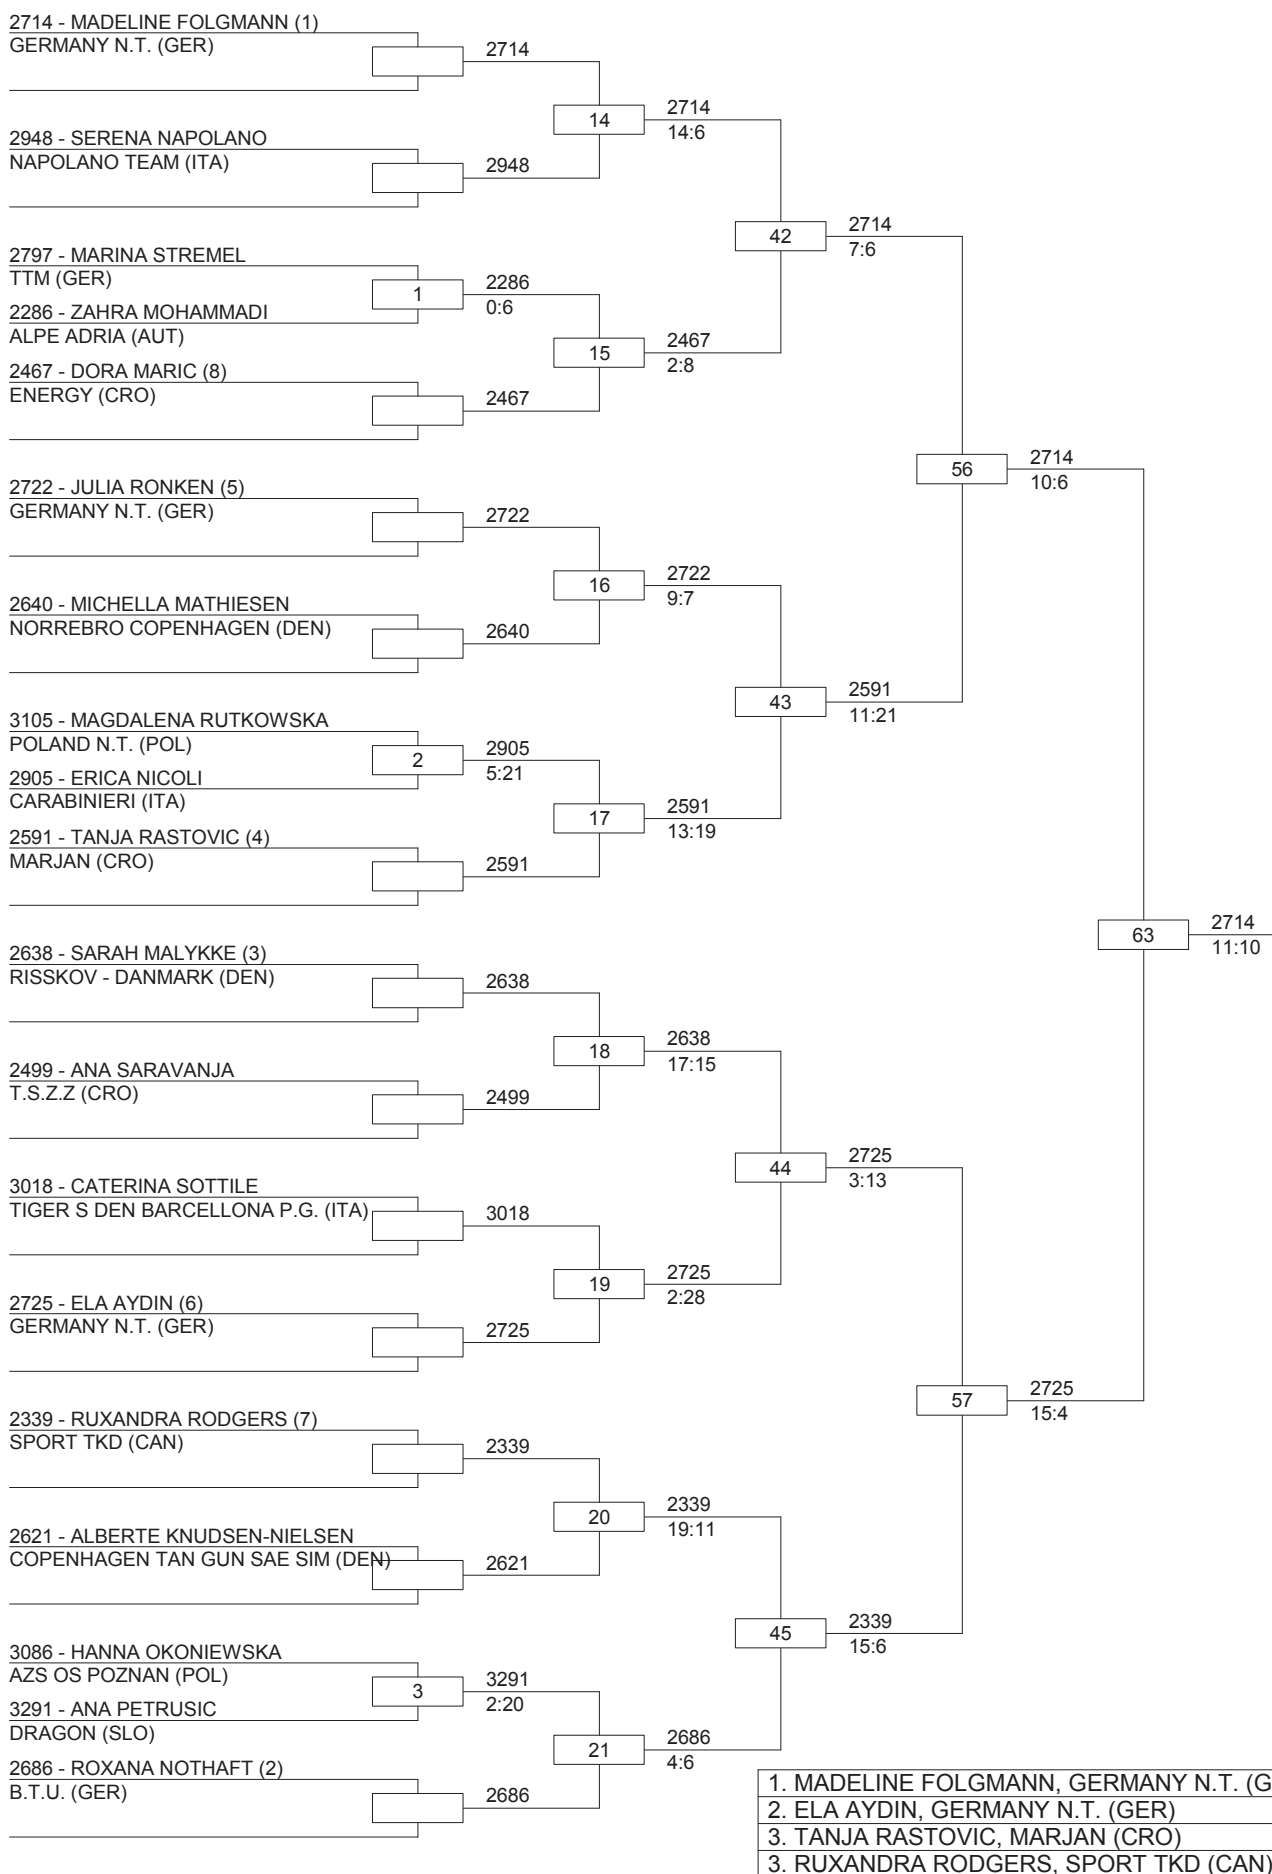 2714 - MADELINE FOLGMANN (1)
GERMANY N.T. (GER)
2714
14
2714
14:6
2948 - SERENA NAPOLANO
NAPOLANO TEAM (ITA)
2948
42
2714
7:6
2797 - MARINA STREMEL
TTM (GER)
1
2286
0:6
2286 - ZAHRA MOHAMMADI
ALPE ADRIA (AUT)
15
2467
2:8
2467 - DORA MARIC (8)
ENERGY (CRO)
2467
56
2714
10:6
2722 - JULIA RONKEN (5)
GERMANY N.T. (GER)
2722
16
2722
9:7
2640 - MICHELLA MATHIESEN
NORREBRO COPENHAGEN (DEN)
2640
43
2591
11:21
3105 - MAGDALENA RUTKOWSKA
POLAND N.T. (POL)
2
2905
5:21
2905 - ERICA NICOLI
CARABINIERI (ITA)
17
2591
13:19
2591 - TANJA RASTOVIC (4)
MARJAN (CRO)
2591
63
2714
11:10
2638 - SARAH MALYKKE (3)
RISSKOV - DANMARK (DEN)
2638
18
2638
17:15
2499 - ANA SARAVANJA
T.S.Z.Z (CRO)
2499
44
2725
3:13
3018 - CATERINA SOTTILE
TIGER S DEN BARCELLONA P.G. (ITA)
3018
19
2725
2:28
2725 - ELA AYDIN (6)
GERMANY N.T. (GER)
2725
57
2725
15:4
2339 - RUXANDRA RODGERS (7)
SPORT TKD (CAN)
2339
20
2339
19:11
2621 - ALBERTE KNUDSEN-NIELSEN
COPENHAGEN TAN GUN SAE SIM (DEN)
2621
45
2339
15:6
3086 - HANNA OKONIEWSKA
AZS OS POZNAN (POL)
3
3291
2:20
3291 - ANA PETRUSIC
DRAGON (SLO)
21
2686
4:6
2686 - ROXANA NOTHAFT (2)
B.T.U. (GER)
2686
1. MADELINE FOLGMANN, GERMANY N.T. (G
2. ELA AYDIN, GERMANY N.T. (GER)
3. TANJA RASTOVIC, MARJAN (CRO)
3. RUXANDRA RODGERS, SPORT TKD (CAN)